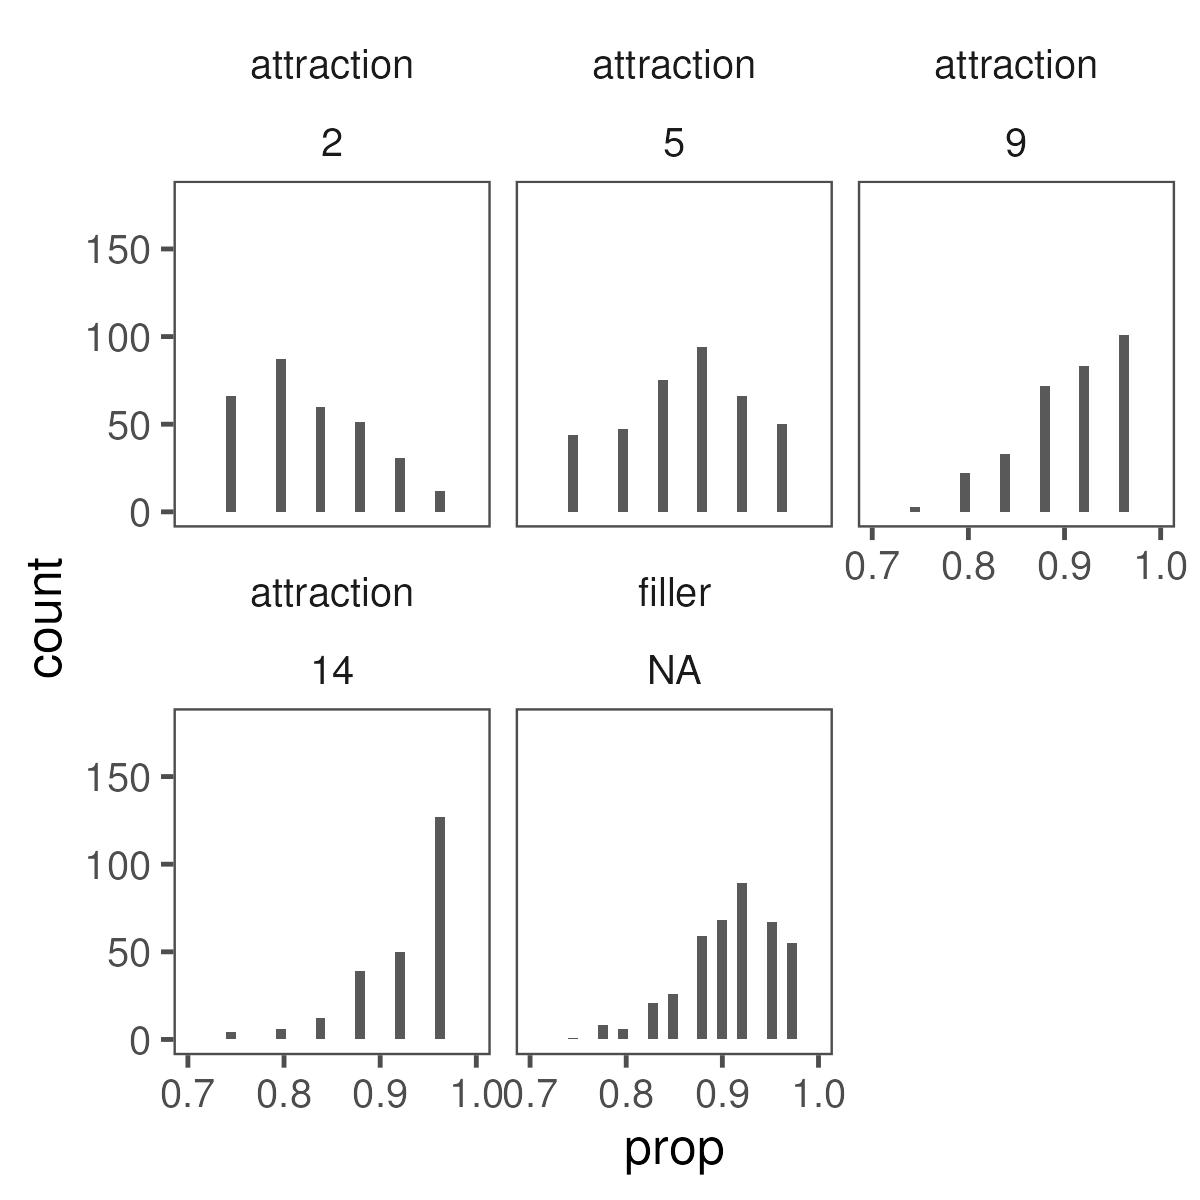 attraction attraction attraction
2 5 9
150
100
50
0
0.7 0.8 0.9 1.0
count
attraction filler
14 NA
150
100
50
0
0.7 0.8 0.9 1.0 0.7 0.8 0.9 1.0
prop